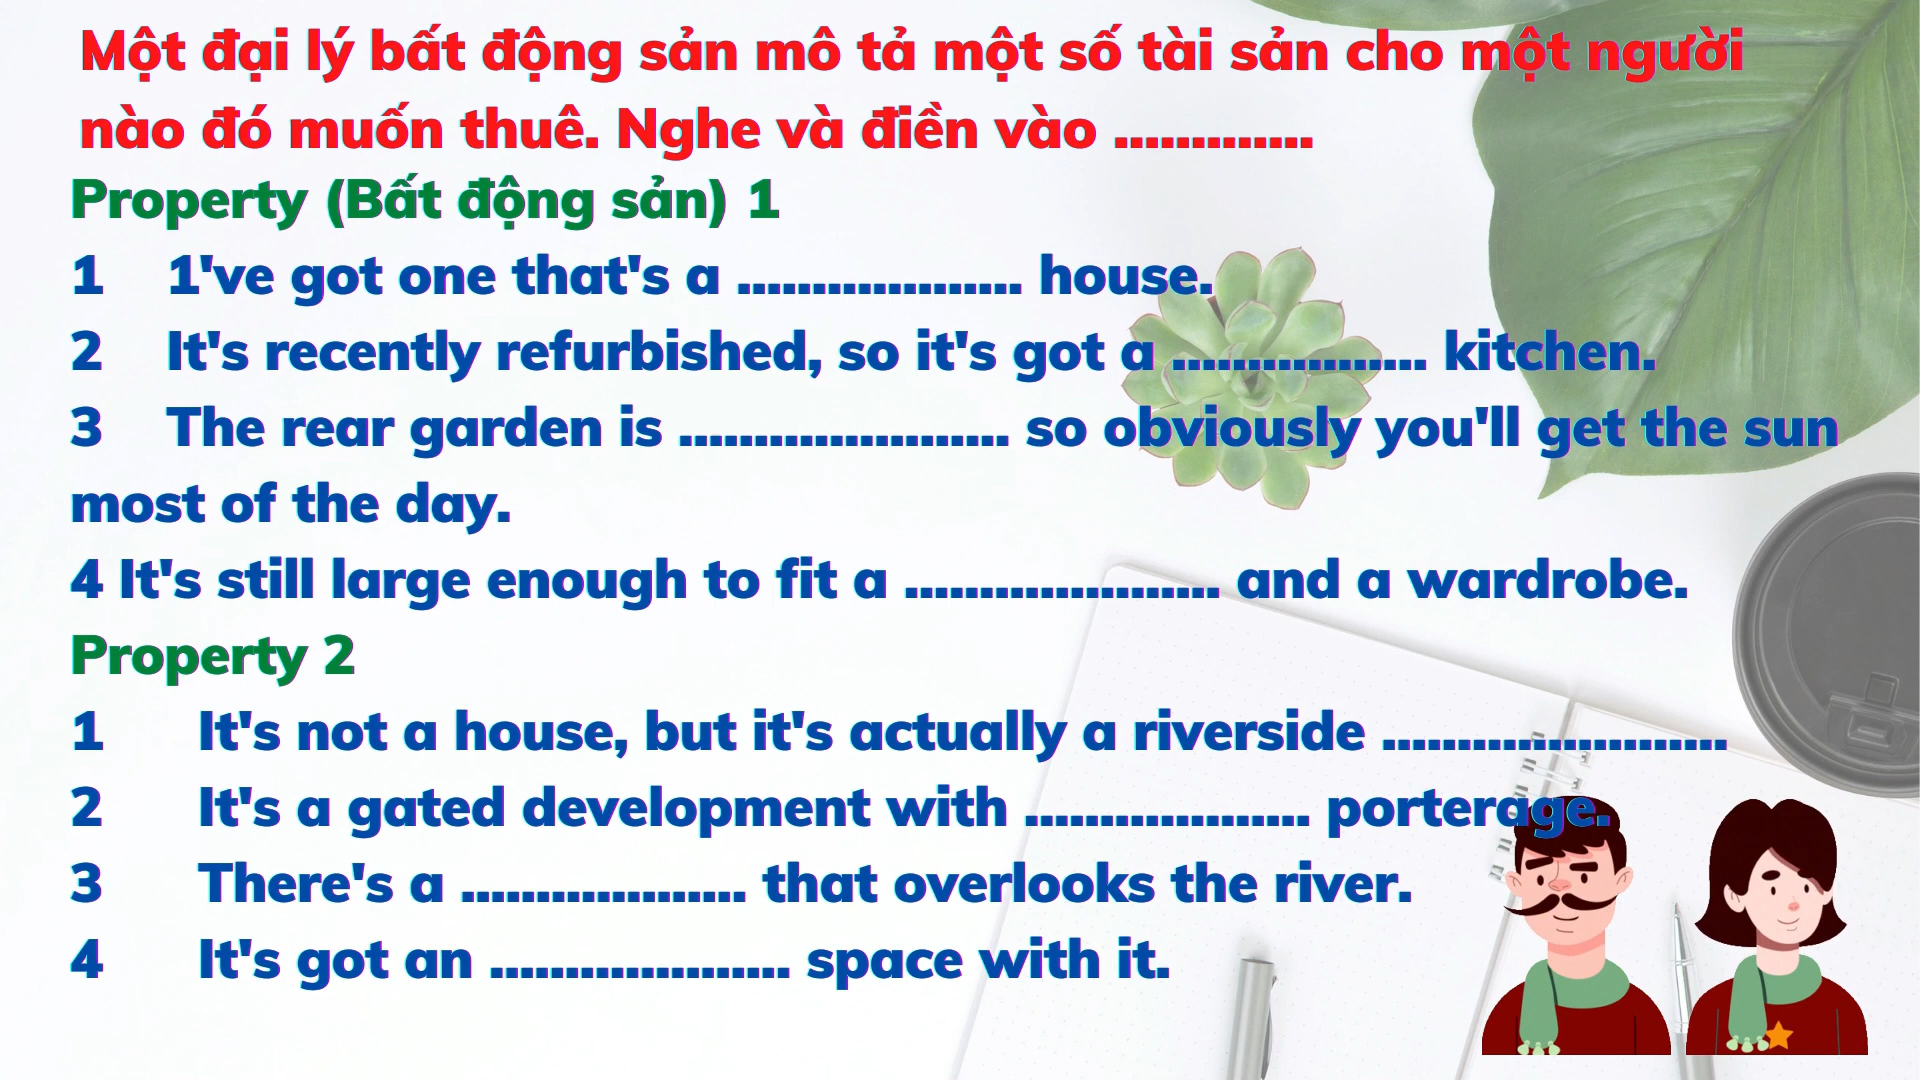 Một đại lý bất động sản mô tả một số tài sản cho một người
nào đó muốn thuê. Nghe và điền vào .............
Property (Bất động sản) 1
1 1've got one that's a ................... house.
2 It's recently refurbished, so it's got a ................. kitchen.
3 The rear garden is ...................... so obviously you'll get the sun
most of the day.
4 It's still large enough to fit a ..................... and a wardrobe.
Property 2
1 It's not a house, but it's actually a riverside .......................
2 It's a gated development with ................... porterage.
3 There's a ................... that overlooks the river.
4 It's got an .................... space with it.